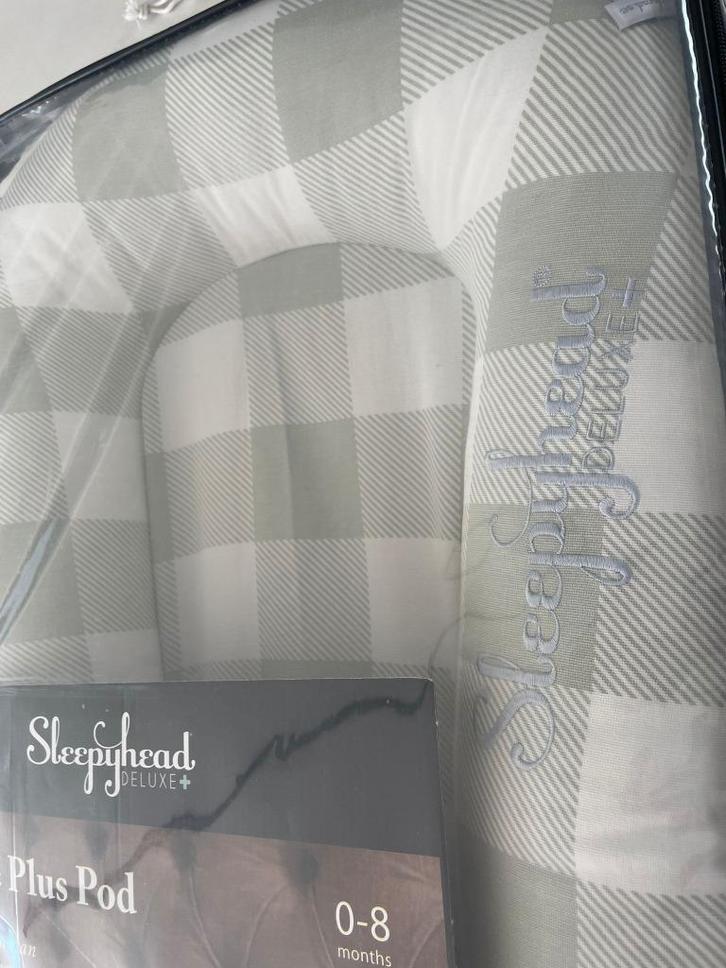 Sleepyhead®
DELUXE+
Sleepyhead
DELUXE+
Plus Pod
0-8
months